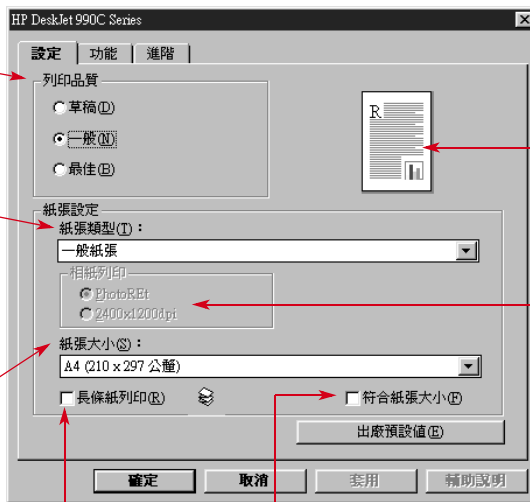 HP DeskJet 990C Series
設定 功能 進階
列印品質
草稿(D)
一般(N)
最佳(B)
R
紙張設定
紙張類型(T)：
一般紙張
相紙列印
PhotoREt
2400x1200dpi
紙張大小(S)：
A4 (210 x 297 公釐)
長條紙列印(R) 符合紙張大小(F)
出廠預設值(E)
確定 取消 套用 輔助說明